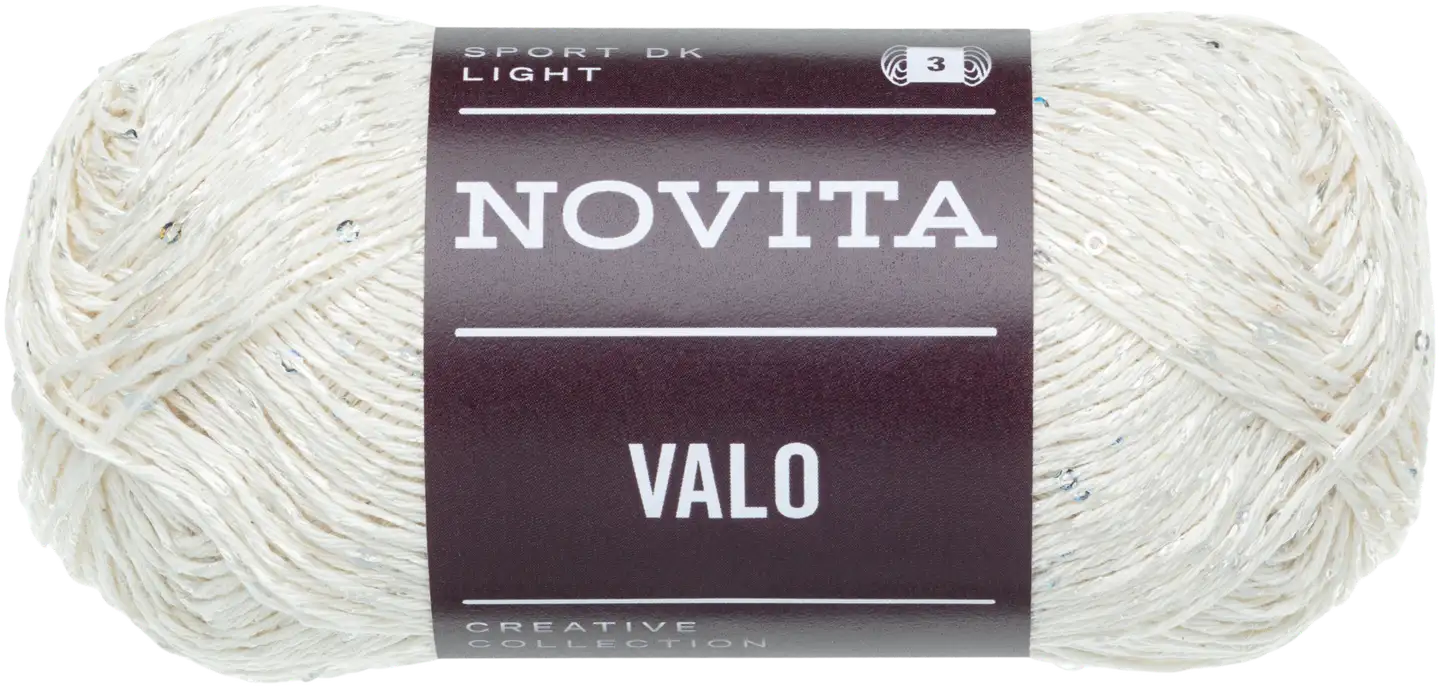 SPORT DK
LIGHT
3
NOVITA
VALO
CREATIVE
COLLECTION